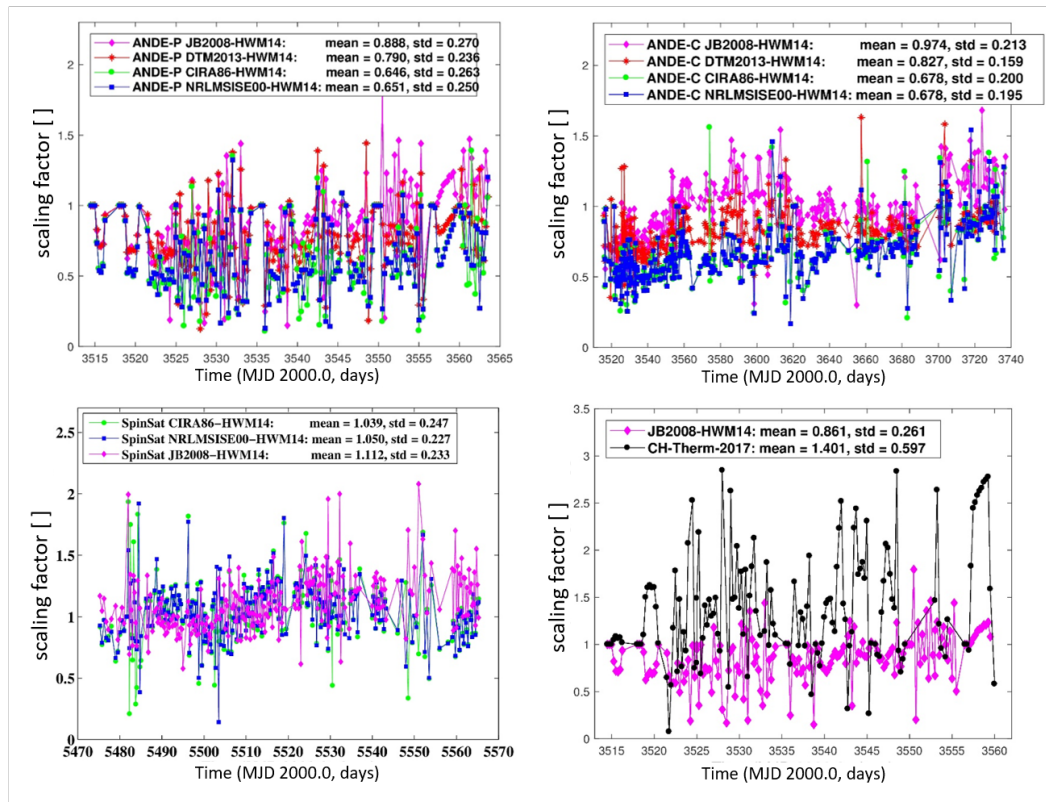 ANDE-P JB2008-HWM14: mean = 0.888, std = 0.270
ANDE-P DTM2013-HWM14: mean = 0.790, std = 0.236
ANDE-P CIRA86-HWM14: mean = 0.646, std = 0.263
ANDE-P NRLMSISE00-HWM14: mean = 0.651, std = 0.250
2
1.5
1
0.5
0
scaling factor [ ]
3515 3520 3527 3530 3535 3540 3545 3550 3555 3560 3565
Time (MJD 2000.0, days)
ANDE-C JB2008-HWM14: mean = 0.974, std = 0.213
ANDE-C DTM2013-HWM14: mean = 0.827, std = 0.159
ANDE-C CIRA86-HWM14: mean = 0.678, std = 0.200
ANDE-C NRLMSISE00-HWM14: mean = 0.678, std = 0.195
2
1.5
1
0.5
0
scaling factor [ ]
3520 3540 3560 3580 3600 3620 3640 3660 3680 3700 3720 3740
Time (MJD 2000.0, days)
SpinSat CIRA86-HWM14: mean = 1.039, std = 0.247
SpinSat NRLMSISE00-HWM14: mean = 1.050, std = 0.227
SpinSat JB2008-HWM14: mean = 1.112, std = 0.233
2.5
2
1.5
1
0.5
0
scaling factor [ ]
5470 5480 5490 5500 5510 5520 5530 5540 5550 5560 5570
Time (MJD 2000.0, days)
3.5
JB2008-HWM14: mean = 0.861, std = 0.261
CH-Therm-2017: mean = 1.401, std = 0.597
3
2.5
2
1.5
1
0.5
0
scaling factor [ ]
3515 3520 3525 3530 3535 3540 3545 3550 3555 3560
Time (MJD 2000.0, days)